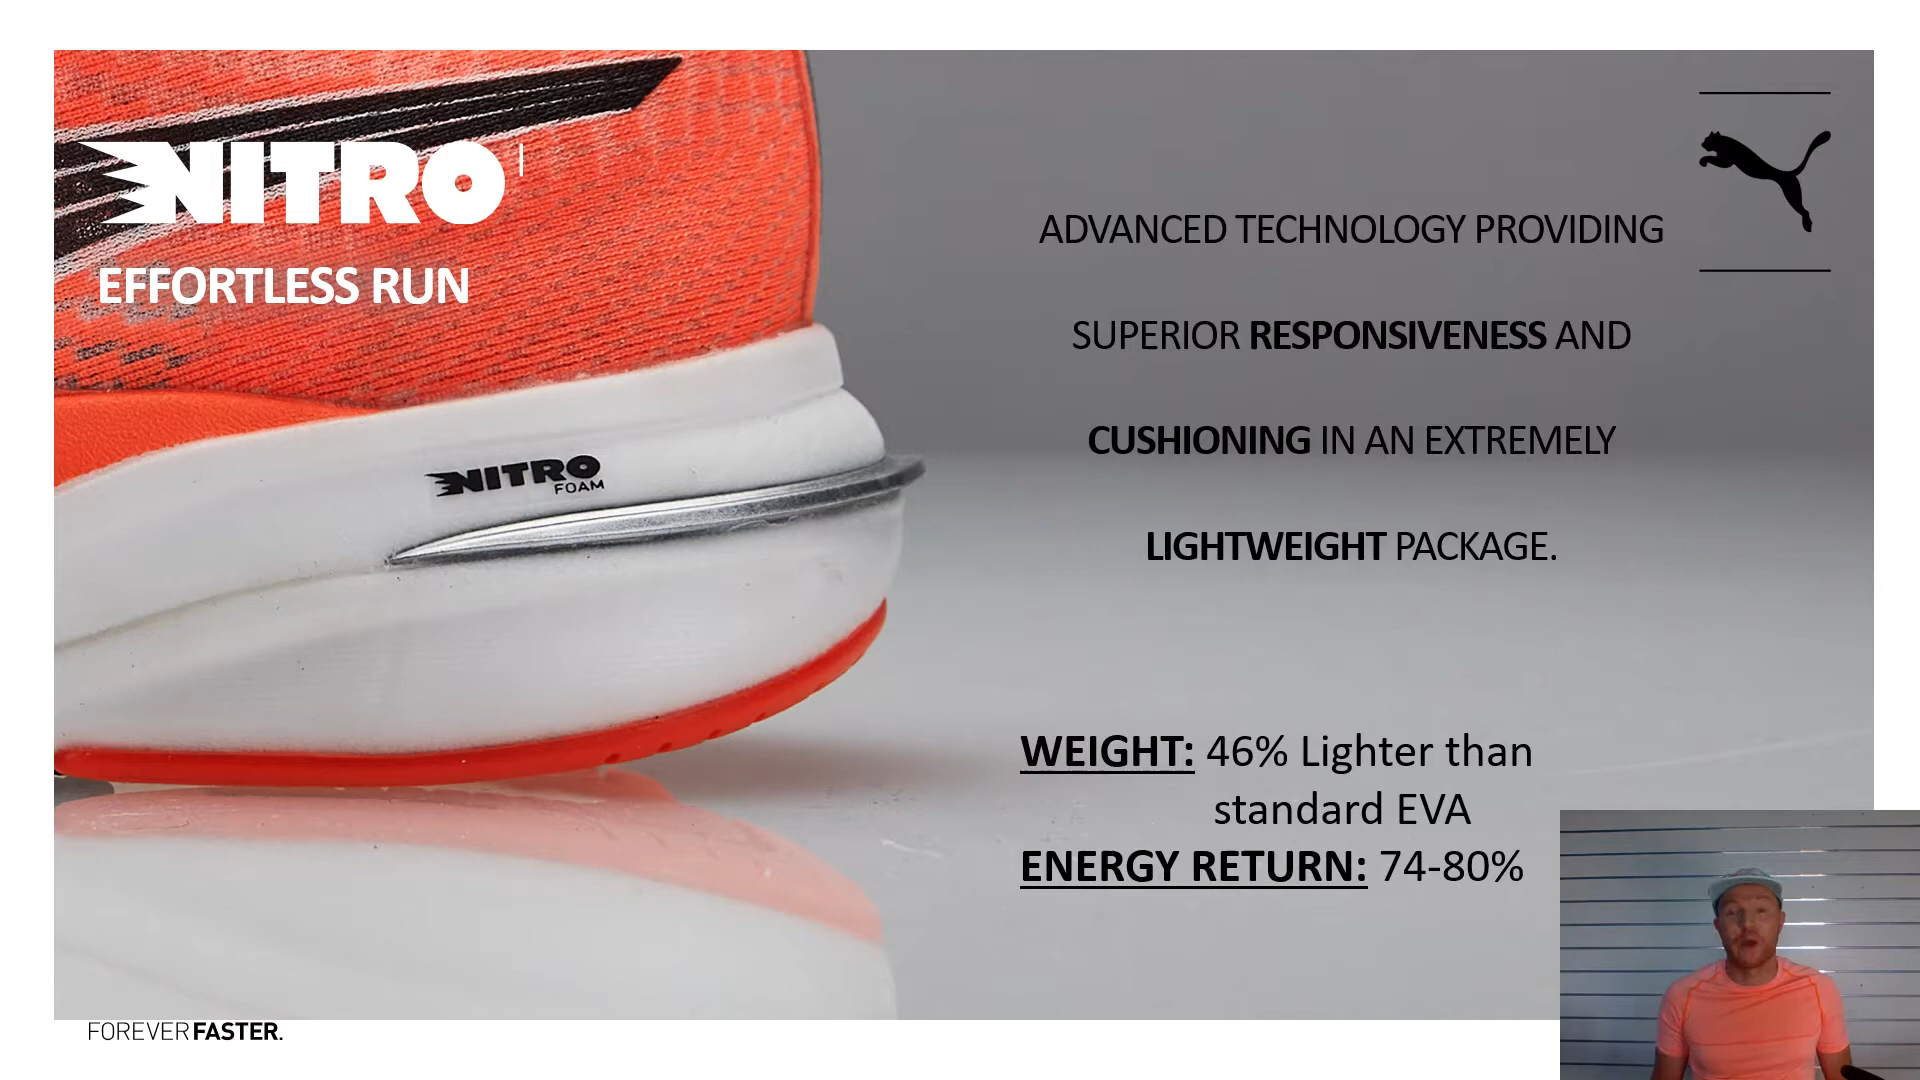 NITRO
EFFORTLESS RUN
NITRO
FOAM
ADVANCED TECHNOLOGY PROVIDING
SUPERIOR RESPONSIVENESS AND
CUSHIONING IN AN EXTREMELY
LIGHTWEIGHT PACKAGE.
WEIGHT: 46% Lighter than
standard EVA
ENERGY RETURN: 74-80%
FOREVER FASTER.